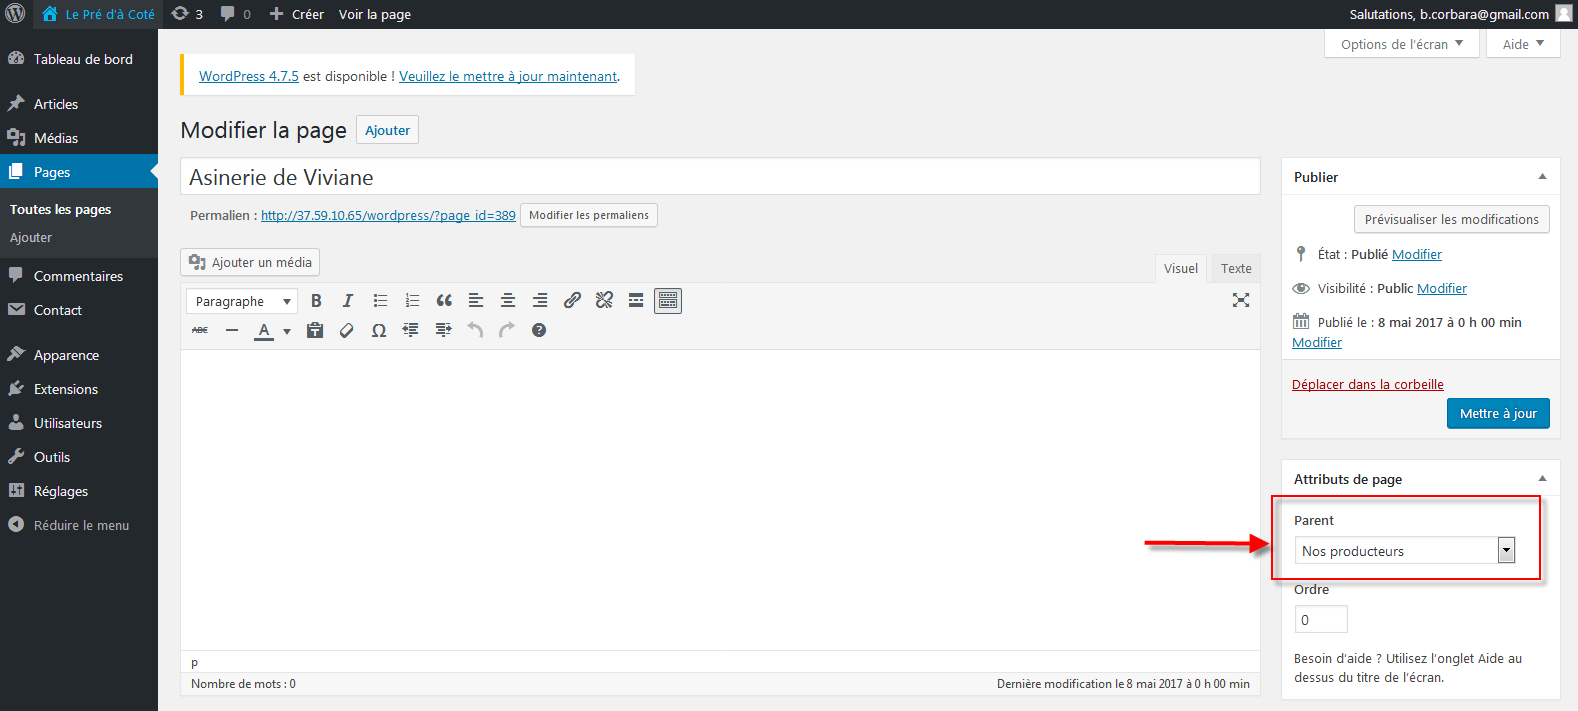 Le Pré d'à Coté 3 0 Créer Voir la page Salutations, b.corbara@gmail.com
Options de l'écran Aide
Tableau de bord
Articles
Médias
Pages
Toutes les pages
Ajouter
Commentaires
Contact
Apparence
Extensions
Utilisateurs
Outils
Réglages
Réduire le menu
WordPress 4.7.5 est disponible ! Veuillez le mettre à jour maintenant.
Modifier la page Ajouter
Asinerie de Viviane
Permalien : http://37.59.10.65/wordpress/?page_id=389 Modifier les permaliens
Ajouter un média
Visuel Texte
Paragraphe B I
ABC A T Ω ?
p
Nombre de mots : 0 Dernière modification le 8 mai 2017 à 0 h 00 min
Publier
Prévisualiser les modifications
État : Publié Modifier
Visibilité : Public Modifier
Publié le : 8 mai 2017 à 0 h 00 min
Modifier
Déplacer dans la corbeille
Mettre à jour
Attributs de page
Parent
Nos producteurs
Ordre
0
Besoin d'aide ? Utilisez l'onglet Aide au
dessus du titre de l'écran.